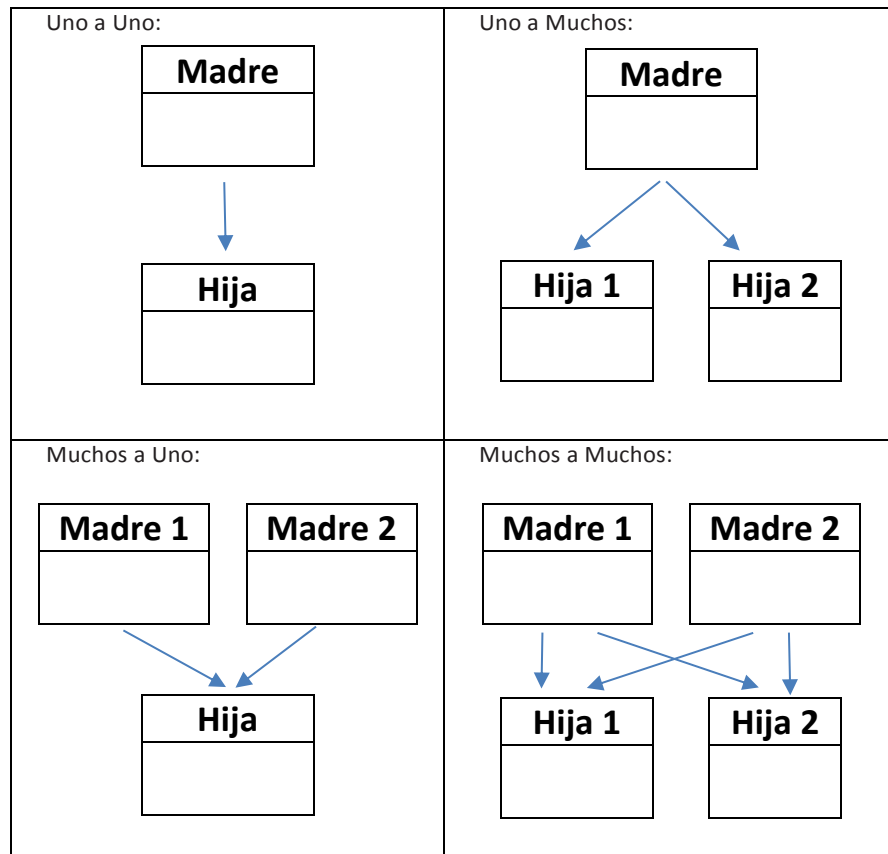 Uno a Uno:
Madre
Hija
Uno a Muchos:
Madre
Hija 1 Hija 2
Muchos a Uno:
Madre 1 Madre 2
Hija
Muchos a Muchos:
Madre 1 Madre 2
Hija 1 Hija 2